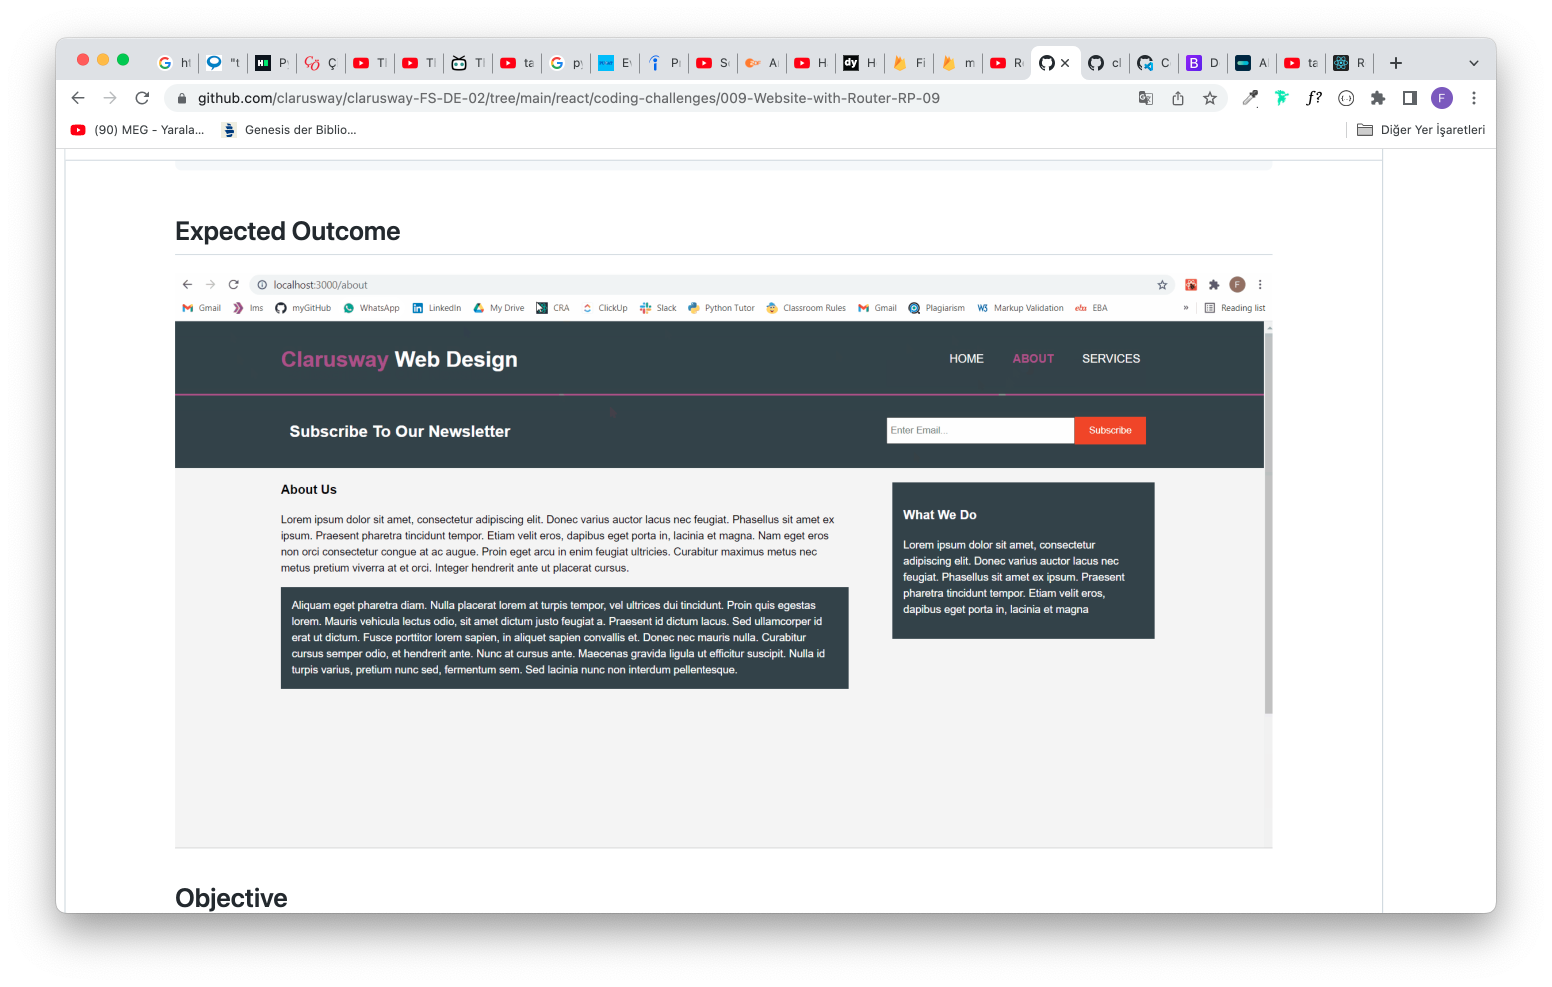 ht
"t
H
Py
Ç
Tl
Tl
Tl
ta
py
Ev
Pr
Se
A
H
dy
H
Fi
m
R
cl
C
B
D
A
ta
R
github.com/clarusway/clarusway-FS-DE-02/tree/main/react/coding-challenges/009-Website-with-Router-RP-09
f?
F
(90) MEG - Yarala...
Genesis der Biblio...
Diğer Yer İşaretleri
Expected Outcome
localhost:3000/about
F
Gmail
lms
myGitHub
WhatsApp
LinkedIn
My Drive
CRA
ClickUp
Slack
Python Tutor
Classroom Rules
Gmail
Plagiarism
Markup Validation
EBA
»
Reading list
Clarusway Web Design
HOME
ABOUT
SERVICES
Subscribe To Our Newsletter
Enter Email...
Subscribe
About Us
Lorem ipsum dolor sit amet, consectetur adipiscing elit. Donec varius auctor lacus nec feugiat. Phasellus sit amet ex
ipsum. Praesent pharetra tincidunt tempor. Etiam velit eros, dapibus eget porta in, lacinia et magna. Nam eget eros
non orci consectetur congue at ac augue. Proin eget arcu in enim feugiat ultricies. Curabitur maximus metus nec
metus pretium viverra at et orci. Integer hendrerit ante ut placerat cursus.
Aliquam eget pharetra diam. Nulla placerat lorem at turpis tempor, vel ultrices dui tincidunt. Proin quis egestas
lorem. Mauris vehicula lectus odio, sit amet dictum justo feugiat a. Praesent id dictum lacus. Sed ullamcorper id
erat ut dictum. Fusce porttitor lorem sapien, in aliquet sapien convallis et. Donec nec mauris nulla. Curabitur
cursus semper odio, et hendrerit ante. Nunc at cursus ante. Maecenas gravida ligula ut efficitur suscipit. Nulla id
turpis varius, pretium nunc sed, fermentum sem. Sed lacinia nunc non interdum pellentesque.
What We Do
Lorem ipsum dolor sit amet, consectetur
adipiscing elit. Donec varius auctor lacus nec
feugiat. Phasellus sit amet ex ipsum. Praesent
pharetra tincidunt tempor. Etiam velit eros,
dapibus eget porta in, lacinia et magna
Objective